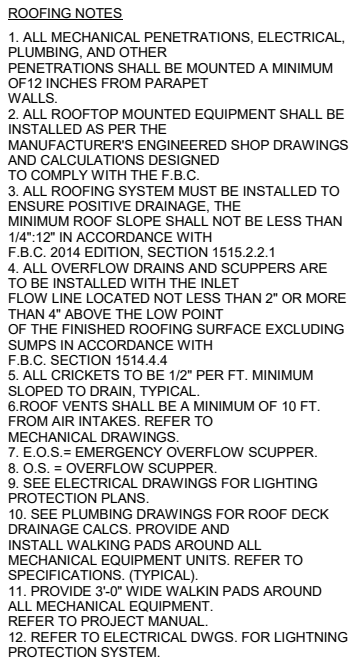 ROOFING NOTES
1. ALL MECHANICAL PENETRATIONS, ELECTRICAL,
PLUMBING, AND OTHER
PENETRATIONS SHALL BE MOUNTED A MINIMUM
OF12 INCHES FROM PARAPET
WALLS.
2. ALL ROOFTOP MOUNTED EQUIPMENT SHALL BE
INSTALLED AS PER THE
MANUFACTURER'S ENGINEERED SHOP DRAWINGS
AND CALCULATIONS DESIGNED
TO COMPLY WITH THE F.B.C.
3. ALL ROOFING SYSTEM MUST BE INSTALLED TO
ENSURE POSITIVE DRAINAGE, THE
MINIMUM ROOF SLOPE SHALL NOT BE LESS THAN
1/4":12" IN ACCORDANCE WITH
F.B.C. 2014 EDITION, SECTION 1515.2.2.1
4. ALL OVERFLOW DRAINS AND SCUPPERS ARE
TO BE INSTALLED WITH THE INLET
FLOW LINE LOCATED NOT LESS THAN 2" OR MORE
THAN 4" ABOVE THE LOW POINT
OF THE FINISHED ROOFING SURFACE EXCLUDING
SUMPS IN ACCORDANCE WITH
F.B.C. SECTION 1514.4.4
5. ALL CRICKETS TO BE 1/2" PER FT. MINIMUM
SLOPED TO DRAIN, TYPICAL.
6.ROOF VENTS SHALL BE A MINIMUM OF 10 FT.
FROM AIR INTAKES. REFER TO
MECHANICAL DRAWINGS.
7. E.O.S.= EMERGENCY OVERFLOW SCUPPER.
8. O.S. = OVERFLOW SCUPPER.
9. SEE ELECTRICAL DRAWINGS FOR LIGHTING
PROTECTION PLANS.
10. SEE PLUMBING DRAWINGS FOR ROOF DECK
DRAINAGE CALCS. PROVIDE AND
INSTALL WALKING PADS AROUND ALL
MECHANICAL EQUIPMENT UNITS. REFER TO
SPECIFICATIONS. (TYPICAL).
11. PROVIDE 3'-0" WIDE WALKIN PADS AROUND
ALL MECHANICAL EQUIPMENT.
REFER TO PROJECT MANUAL.
12. REFER TO ELECTRICAL DWGS. FOR LIGHTNING
PROTECTION SYSTEM.